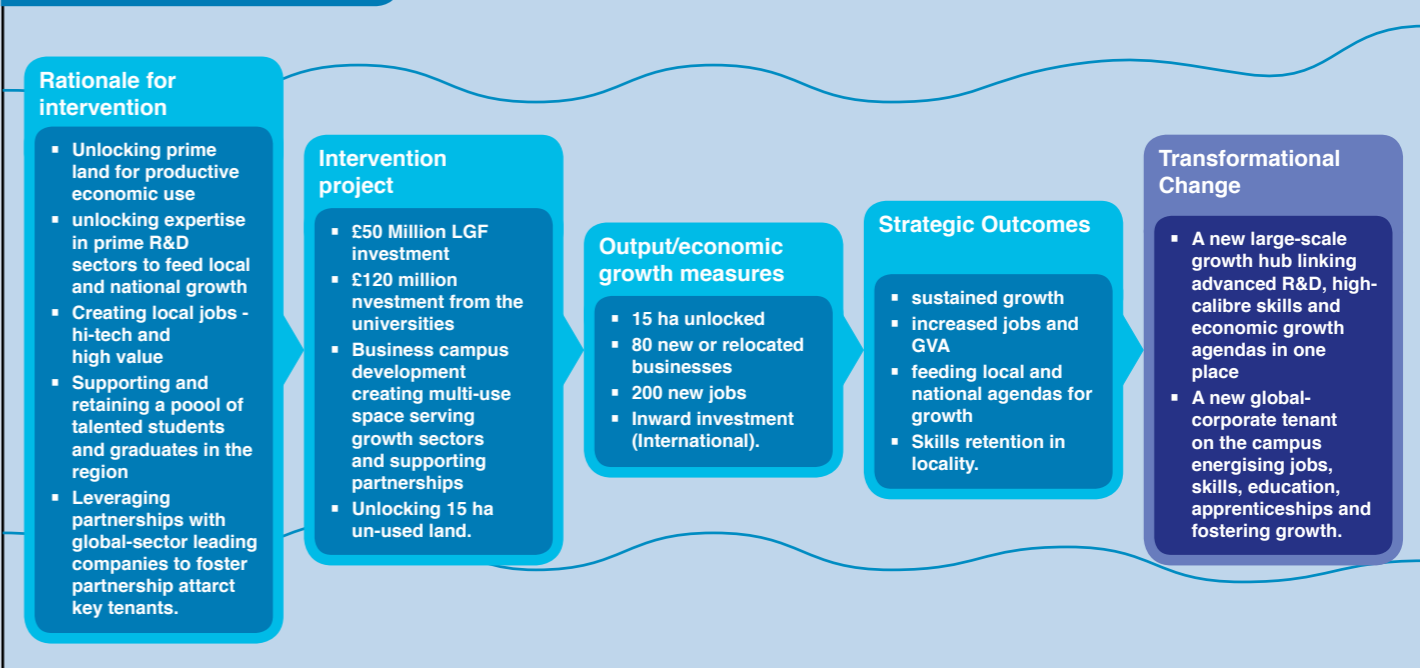 Rationale for
intervention
▪ Unlocking prime
land for productive
economic use
▪ unlocking expertise
in prime R&D
sectors to feed local
and national growth
▪ Creating local jobs -
hi-tech and
high value
▪ Supporting and
retaining a poool of
talented students
and graduates in the
region
▪ Leveraging
partnerships with
global-sector leading
companies to foster
partnership attarct
key tenants.
Intervention
project
▪ £50 Million LGF
investment
▪ £120 million
nvestment from the
universities
▪ Business campus
development
creating multi-use
space serving
growth sectors
and supporting
partnerships
▪ Unlocking 15 ha
un-used land.
Output/economic
growth measures
▪ 15 ha unlocked
▪ 80 new or relocated
businesses
▪ 200 new jobs
▪ Inward investment
(International).
Strategic Outcomes
▪ sustained growth
▪ increased jobs and
GVA
▪ feeding local and
national agendas for
growth
▪ Skills retention in
locality.
Transformational
Change
▪ A new large-scale
growth hub linking
advanced R&D, high-
calibre skills and
economic growth
agendas in one
place
▪ A new global-
corporate tenant
on the campus
energising jobs,
skills, education,
apprenticeships and
fostering growth.